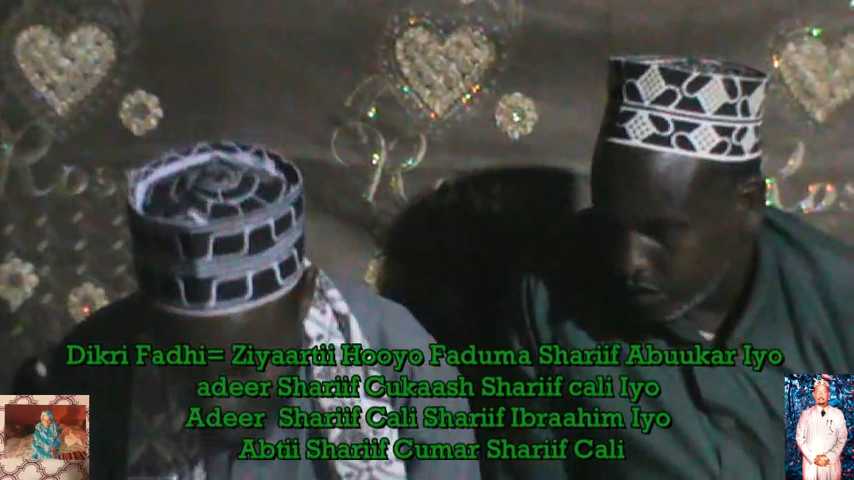 Dikri Fadhi= Ziyaartii Hooyo Faduma Shariif Abuukar Iyo
adeer Shariif Cukaash Shariif cali Iyo
Adeer Shariif Cali Shariif Ibraahim Iyo
Abtii Shariif Cumar Shariif Cali